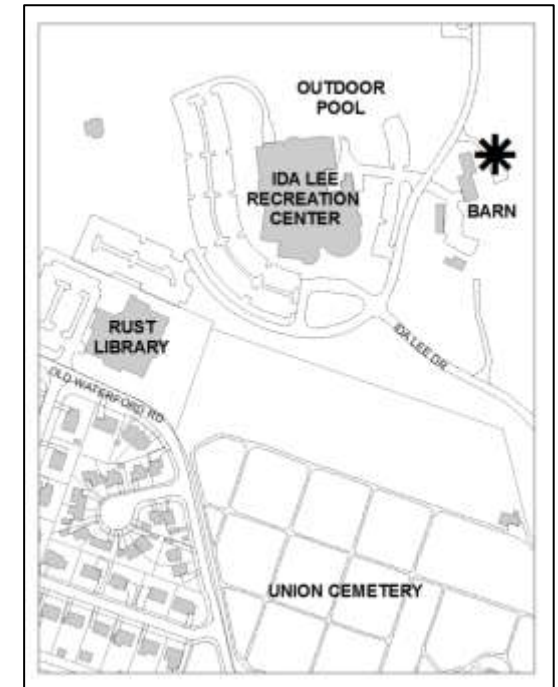 OUTDOOR
POOL
IDA LEE
RECREATION
CENTER
BARN
RUST
LIBRARY
IDA LEE DR
OLD WATERFORD RD
UNION CEMETERY